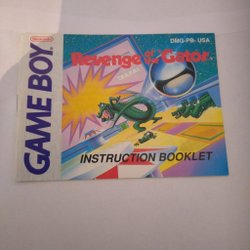 Nintendo
GAME BOY
DMG-PB-USA
Revenge of the Gator
INSTRUCTION BOOKLET